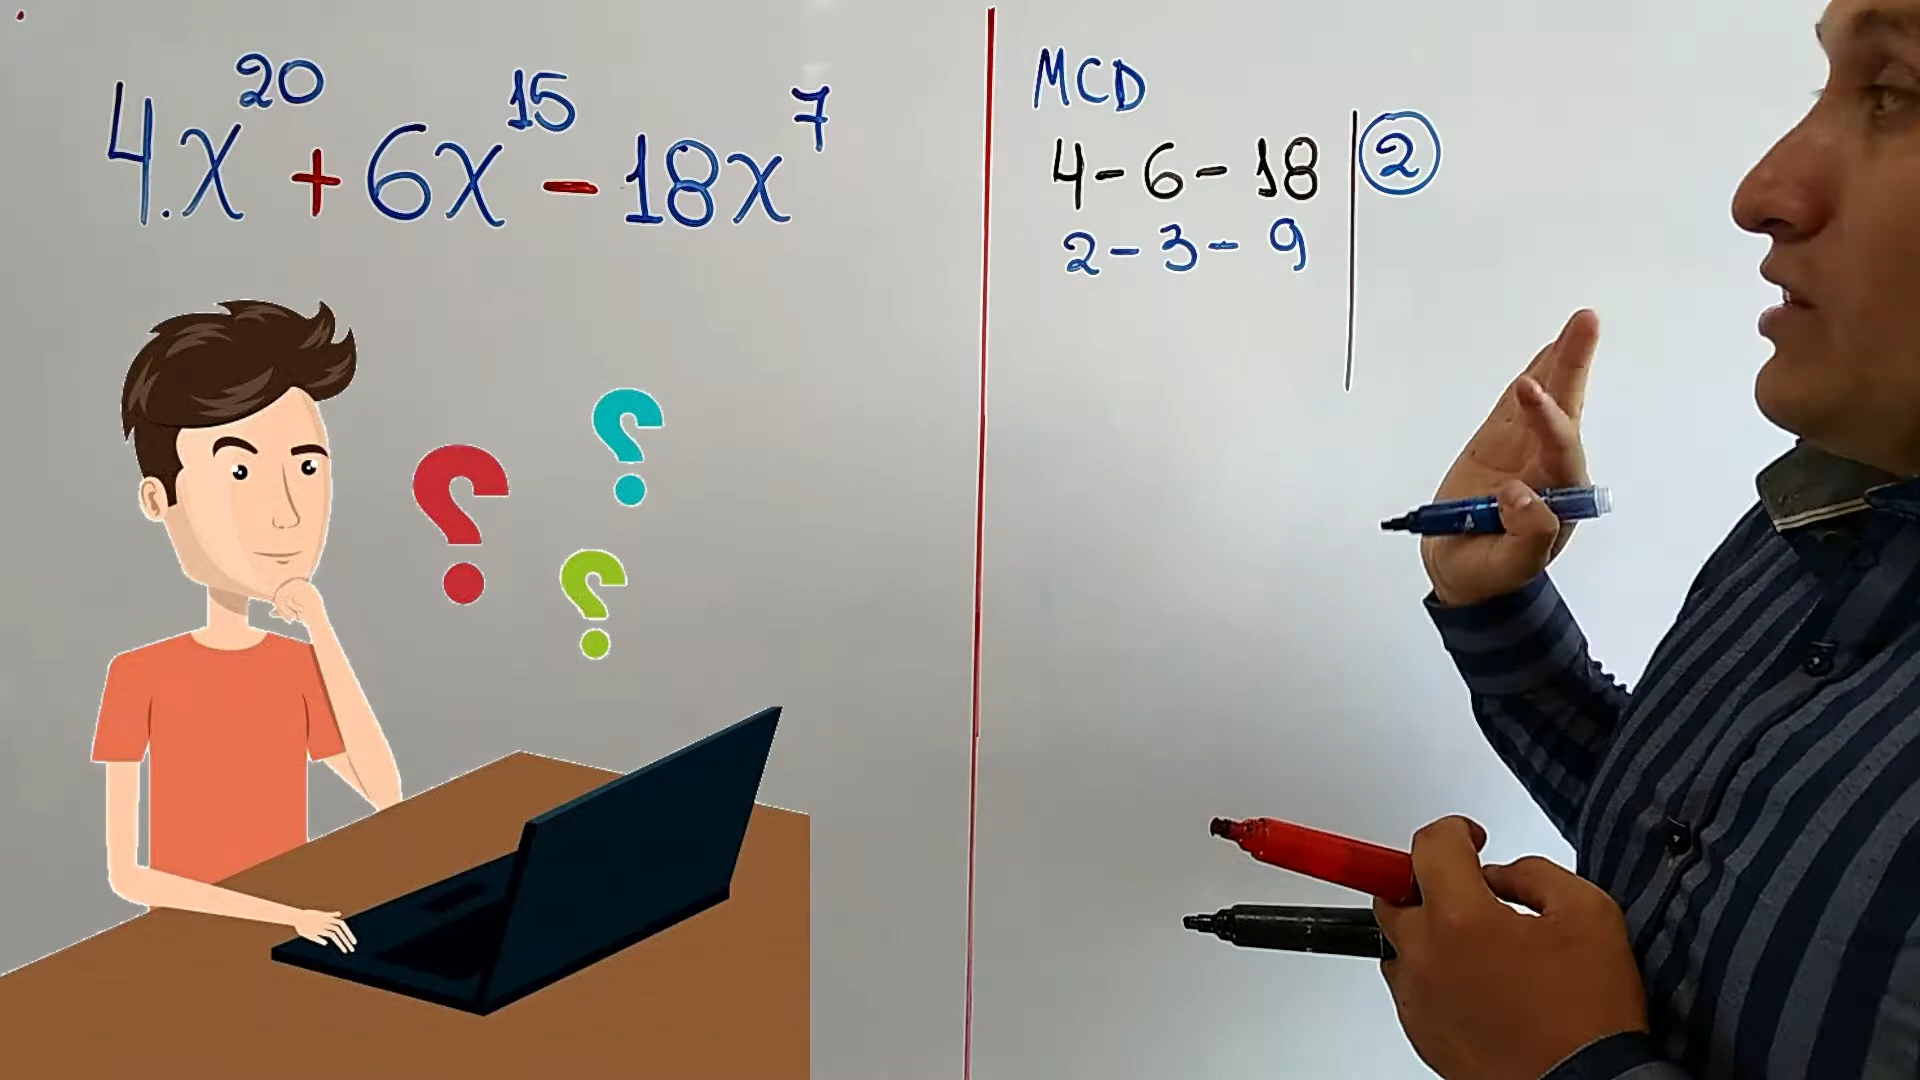 4.x²⁰ + 6x¹⁵ - 18x⁷
MCD
4 - 6 - 18 | 2
2 - 3 - 9